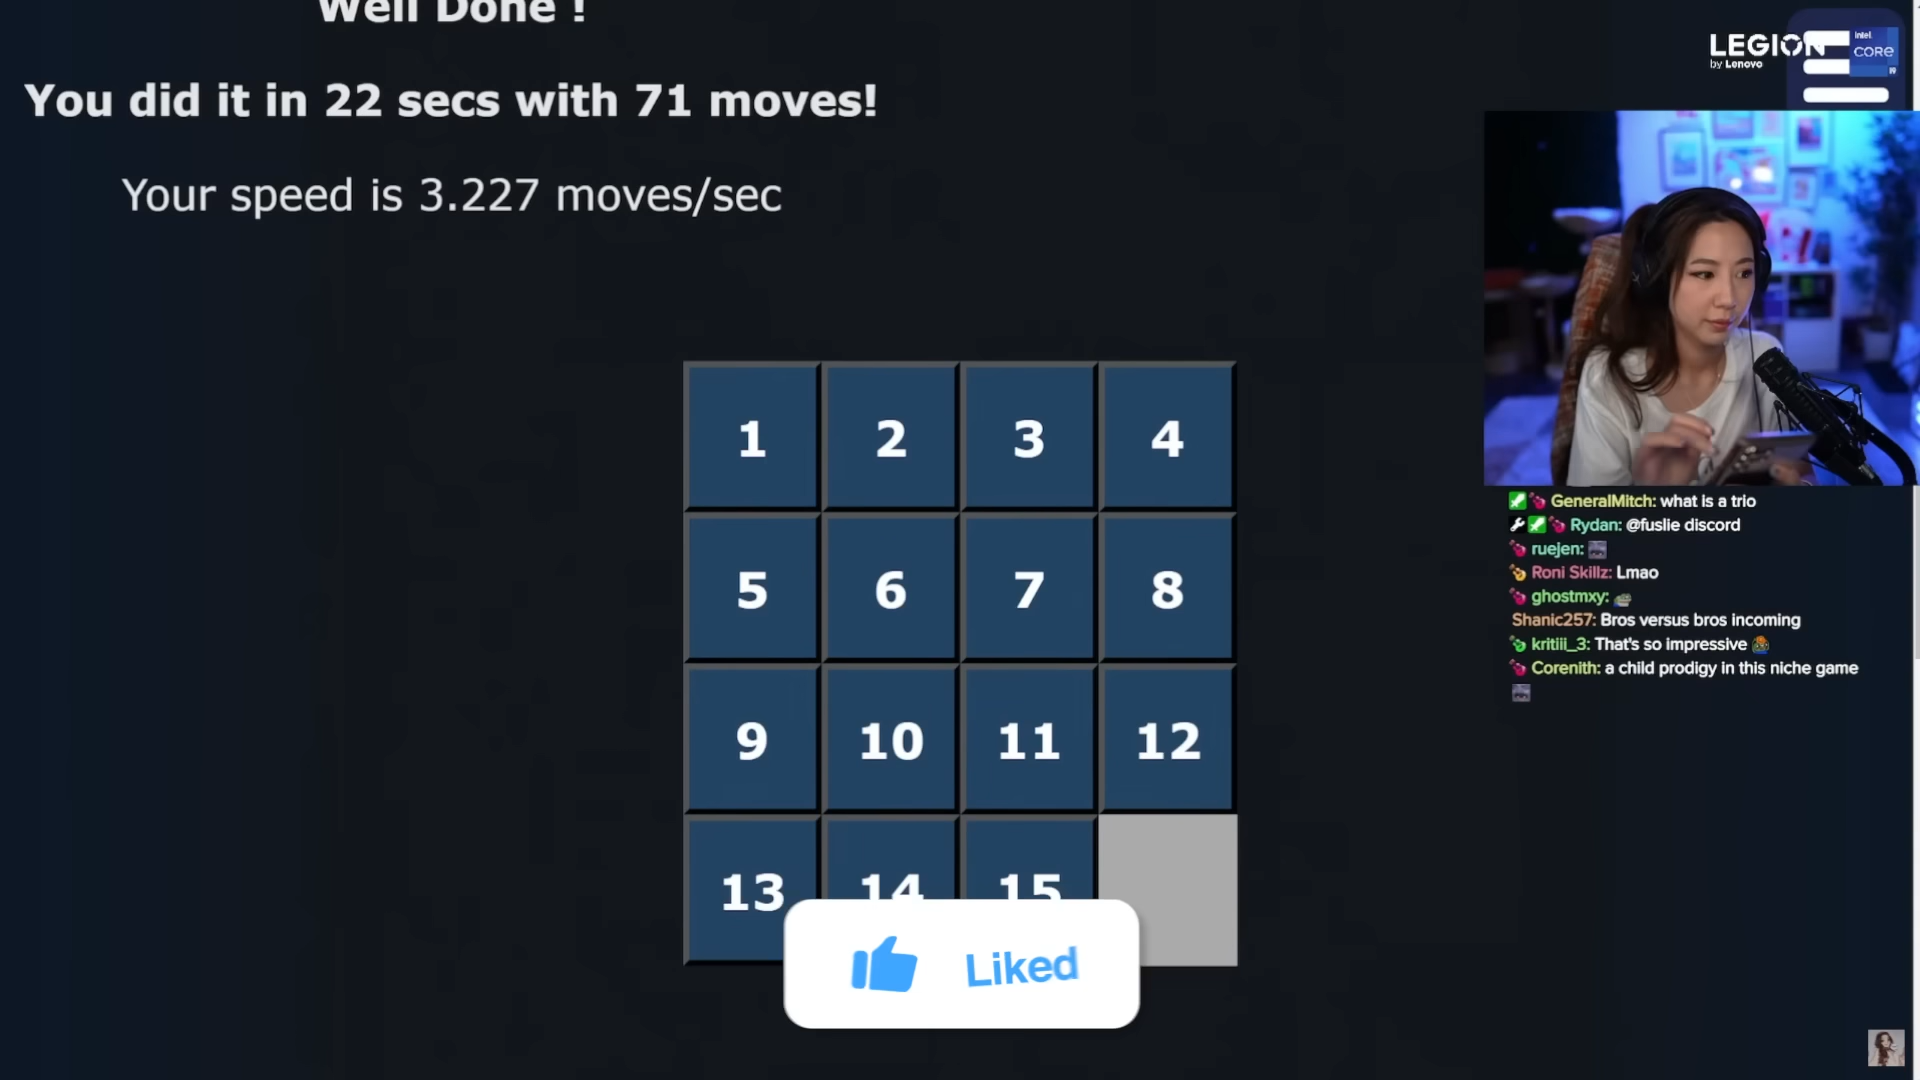 Well Done !
You did it in 22 secs with 71 moves!
Your speed is 3.227 moves/sec
LEGION
by Lenovo
intel.
CORE
i9
1 2 3 4
5 6 7 8
9 10 11 12
13 14 15
Liked
GeneralMitch: what is a trio
Rydan: @fuslie discord
ruejen:
Roni Skillz: Lmao
ghostmxy:
Shanic257: Bros versus bros incoming
kritiii_3: That's so impressive
Corenith: a child prodigy in this niche game